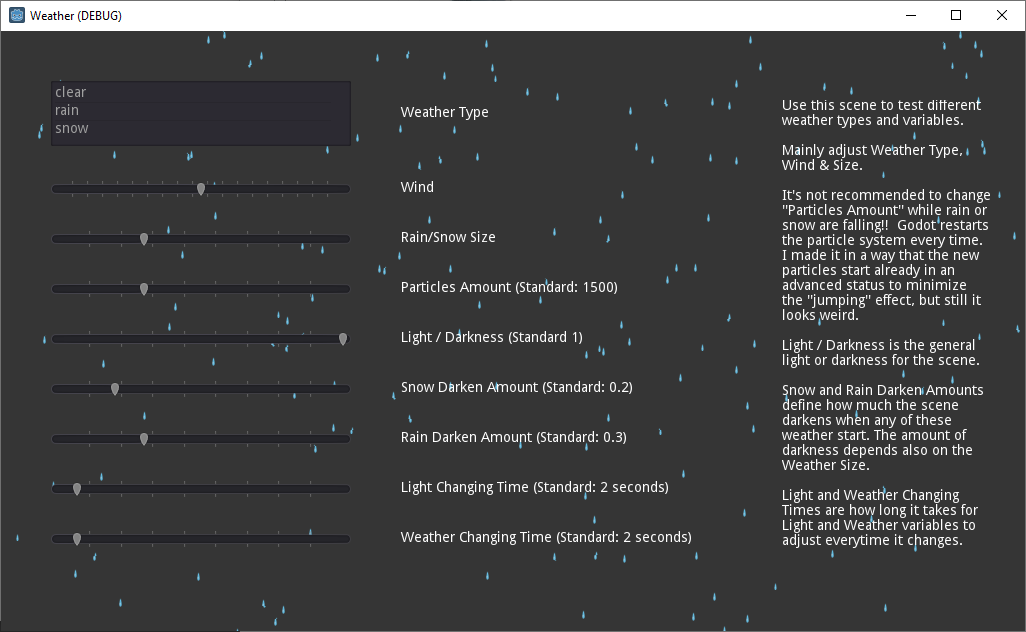 Weather (DEBUG)
clear
rain
snow
Weather Type
Wind
Rain/Snow Size
Particles Amount (Standard: 1500)
Light / Darkness (Standard 1)
Snow Darken Amount (Standard: 0.2)
Rain Darken Amount (Standard: 0.3)
Light Changing Time (Standard: 2 seconds)
Weather Changing Time (Standard: 2 seconds)
Use this scene to test different
weather types and variables.
Mainly adjust Weather Type,
Wind & Size.
It's not recommended to change
"Particles Amount" while rain or
snow are falling!!  Godot restarts
the particle system every time.
I made it in a way that the new
particles start already in an
advanced status to minimize
the "jumping" effect, but still it
looks weird.
Light / Darkness is the general
light or darkness for the scene.
Snow and Rain Darken Amounts
define how much the scene
darkens when any of these
weather start. The amount of
darkness depends also on the
Weather Size.
Light and Weather Changing
Times are how long it takes for
Light and Weather variables to
adjust everytime it changes.